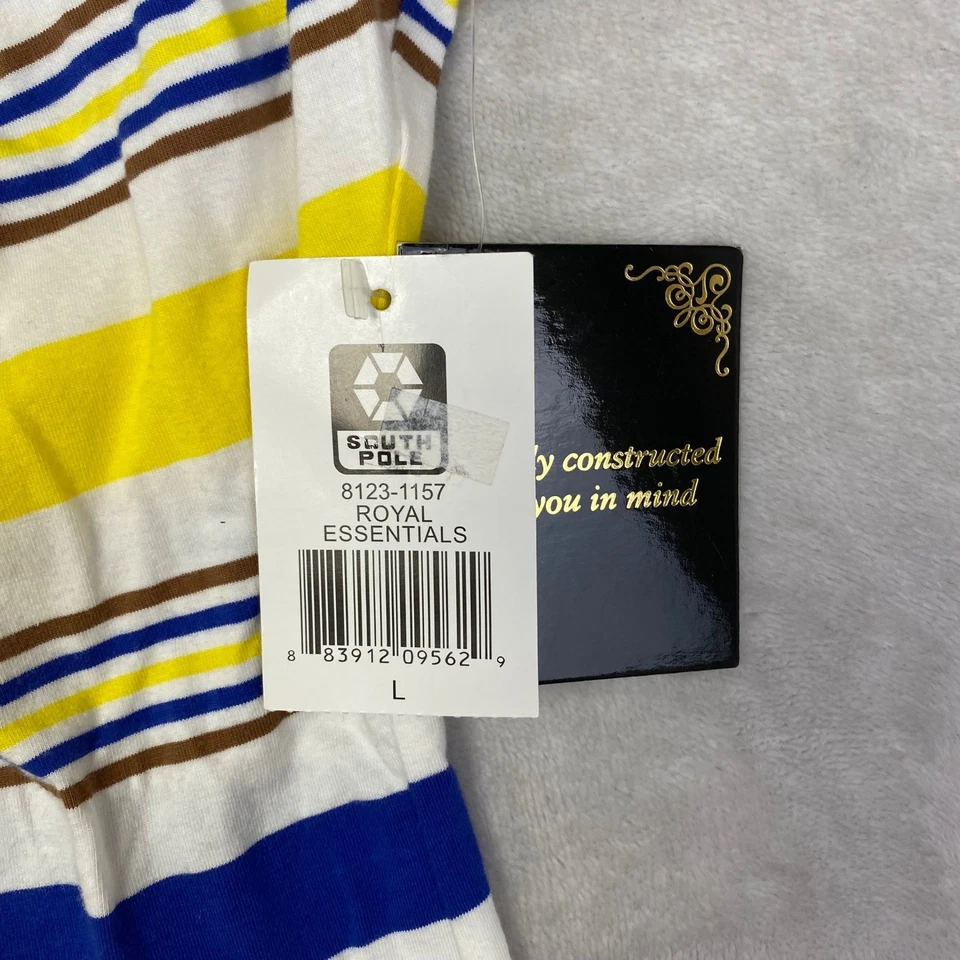 SOUTH
POLE
8123-1157
ROYAL
ESSENTIALS
8 83912 09562 9
L
ly constructed
you in mind